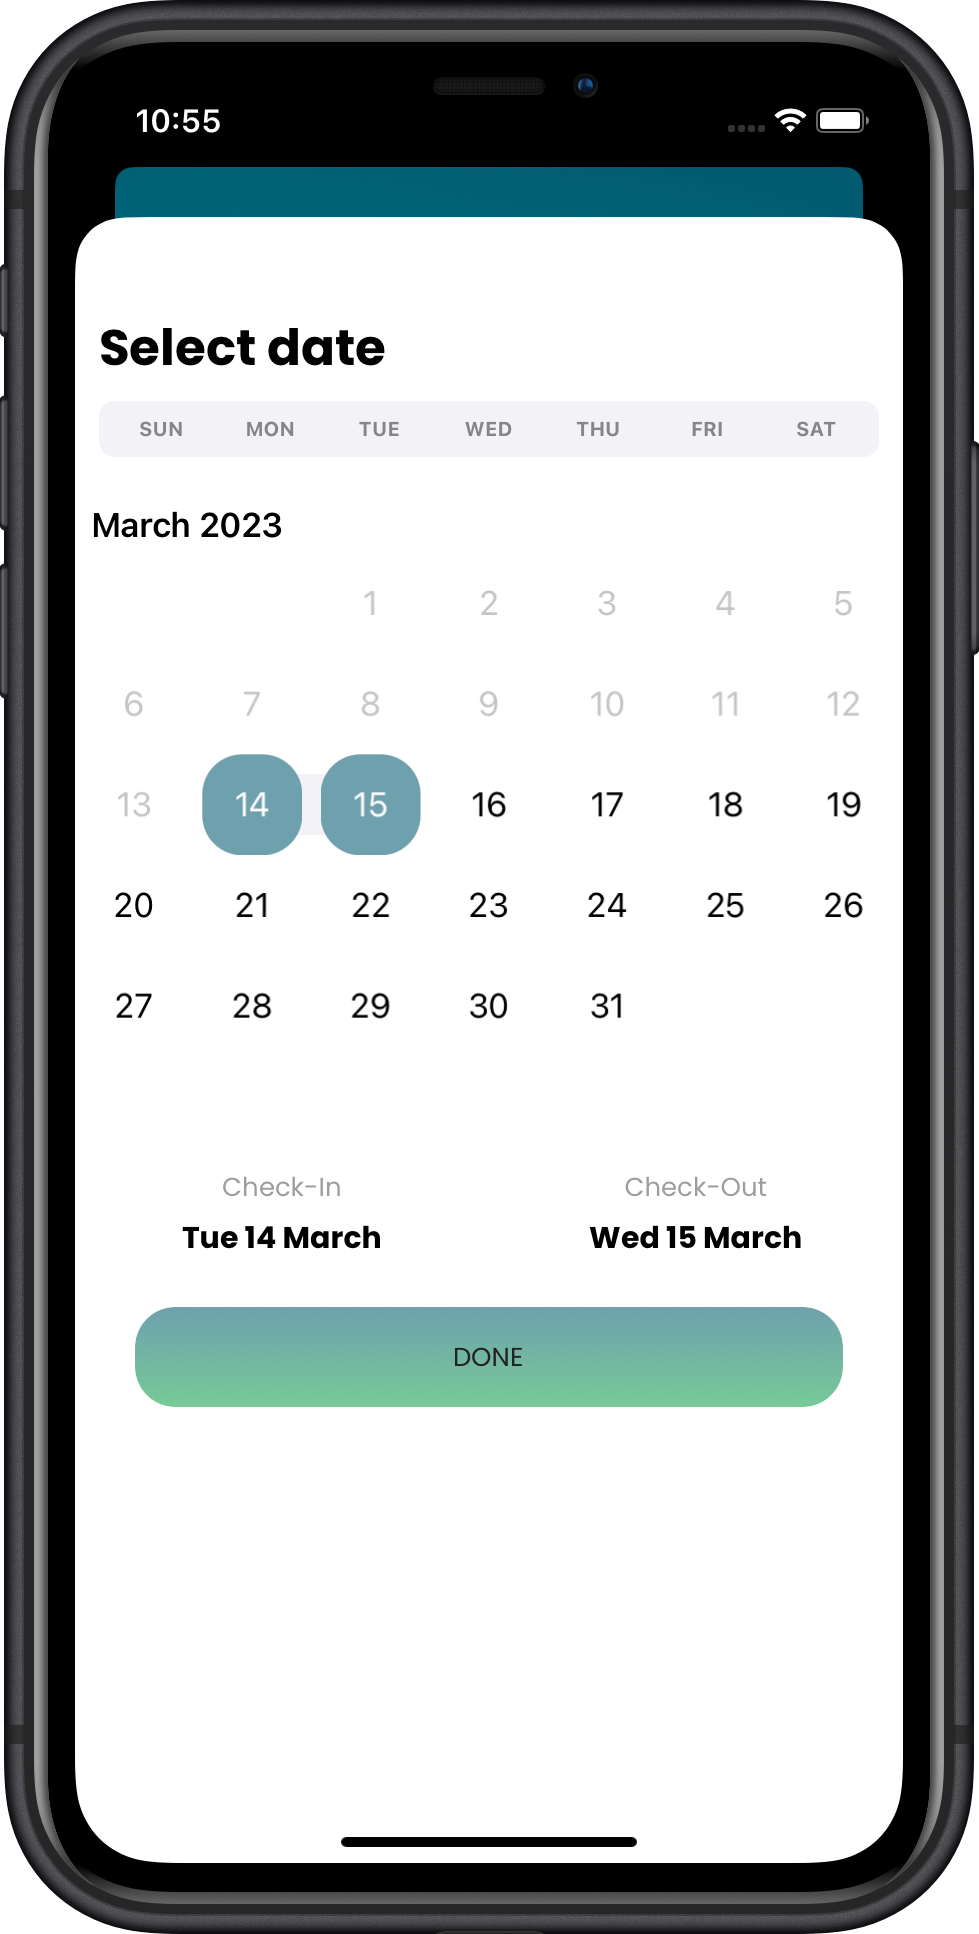 10:55
Select date
SUN MON TUE WED THU FRI SAT
March 2023
1 2 3 4 5
6 7 8 9 10 11 12
13 14 15 16 17 18 19
20 21 22 23 24 25 26
27 28 29 30 31
Check-In Check-Out
Tue 14 March Wed 15 March
DONE